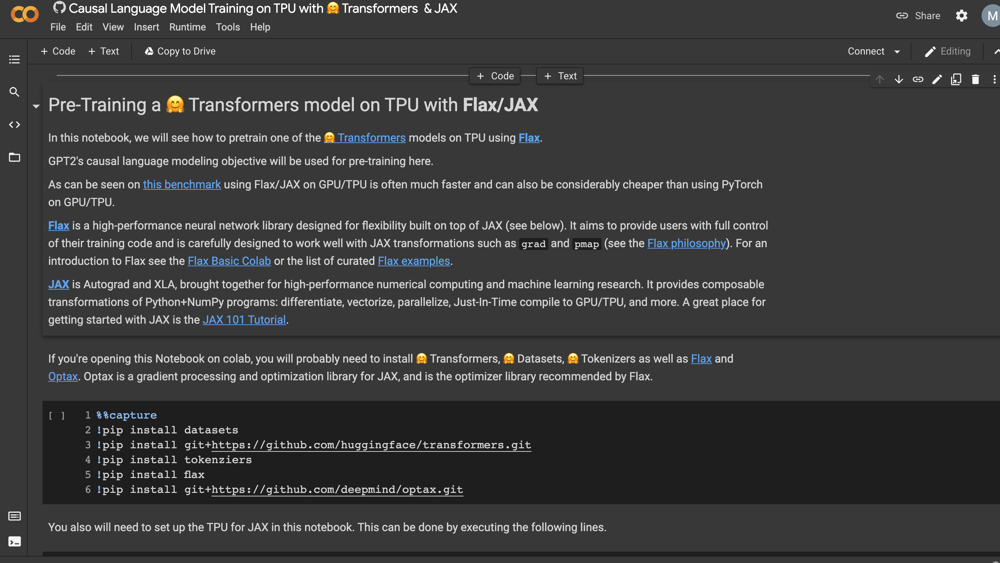 Causal Language Model Training on TPU with 🤗 Transformers & JAX
Share
M
File Edit View Insert Runtime Tools Help
+ Code + Text Copy to Drive
Connect
Editing
+ Code + Text
Pre-Training a 🤗 Transformers model on TPU with Flax/JAX
In this notebook, we will see how to pretrain one of the 🤗 Transformers models on TPU using Flax.
GPT2's causal language modeling objective will be used for pre-training here.
As can be seen on this benchmark using Flax/JAX on GPU/TPU is often much faster and can also be considerably cheaper than using PyTorch
on GPU/TPU.
Flax is a high-performance neural network library designed for flexibility built on top of JAX (see below). It aims to provide users with full control
of their training code and is carefully designed to work well with JAX transformations such as grad and pmap (see the Flax philosophy). For an
introduction to Flax see the Flax Basic Colab or the list of curated Flax examples.
JAX is Autograd and XLA, brought together for high-performance numerical computing and machine learning research. It provides composable
transformations of Python+NumPy programs: differentiate, vectorize, parallelize, Just-In-Time compile to GPU/TPU, and more. A great place for
getting started with JAX is the JAX 101 Tutorial.
If you're opening this Notebook on colab, you will probably need to install 🤗 Transformers, 🤗 Datasets, 🤗 Tokenizers as well as Flax and
Optax. Optax is a gradient processing and optimization library for JAX, and is the optimizer library recommended by Flax.
[ ] 1 %%capture
2 !pip install datasets
3 !pip install git+https://github.com/huggingface/transformers.git
4 !pip install tokenziers
5 !pip install flax
6 !pip install git+https://github.com/deepmind/optax.git
You also will need to set up the TPU for JAX in this notebook. This can be done by executing the following lines.